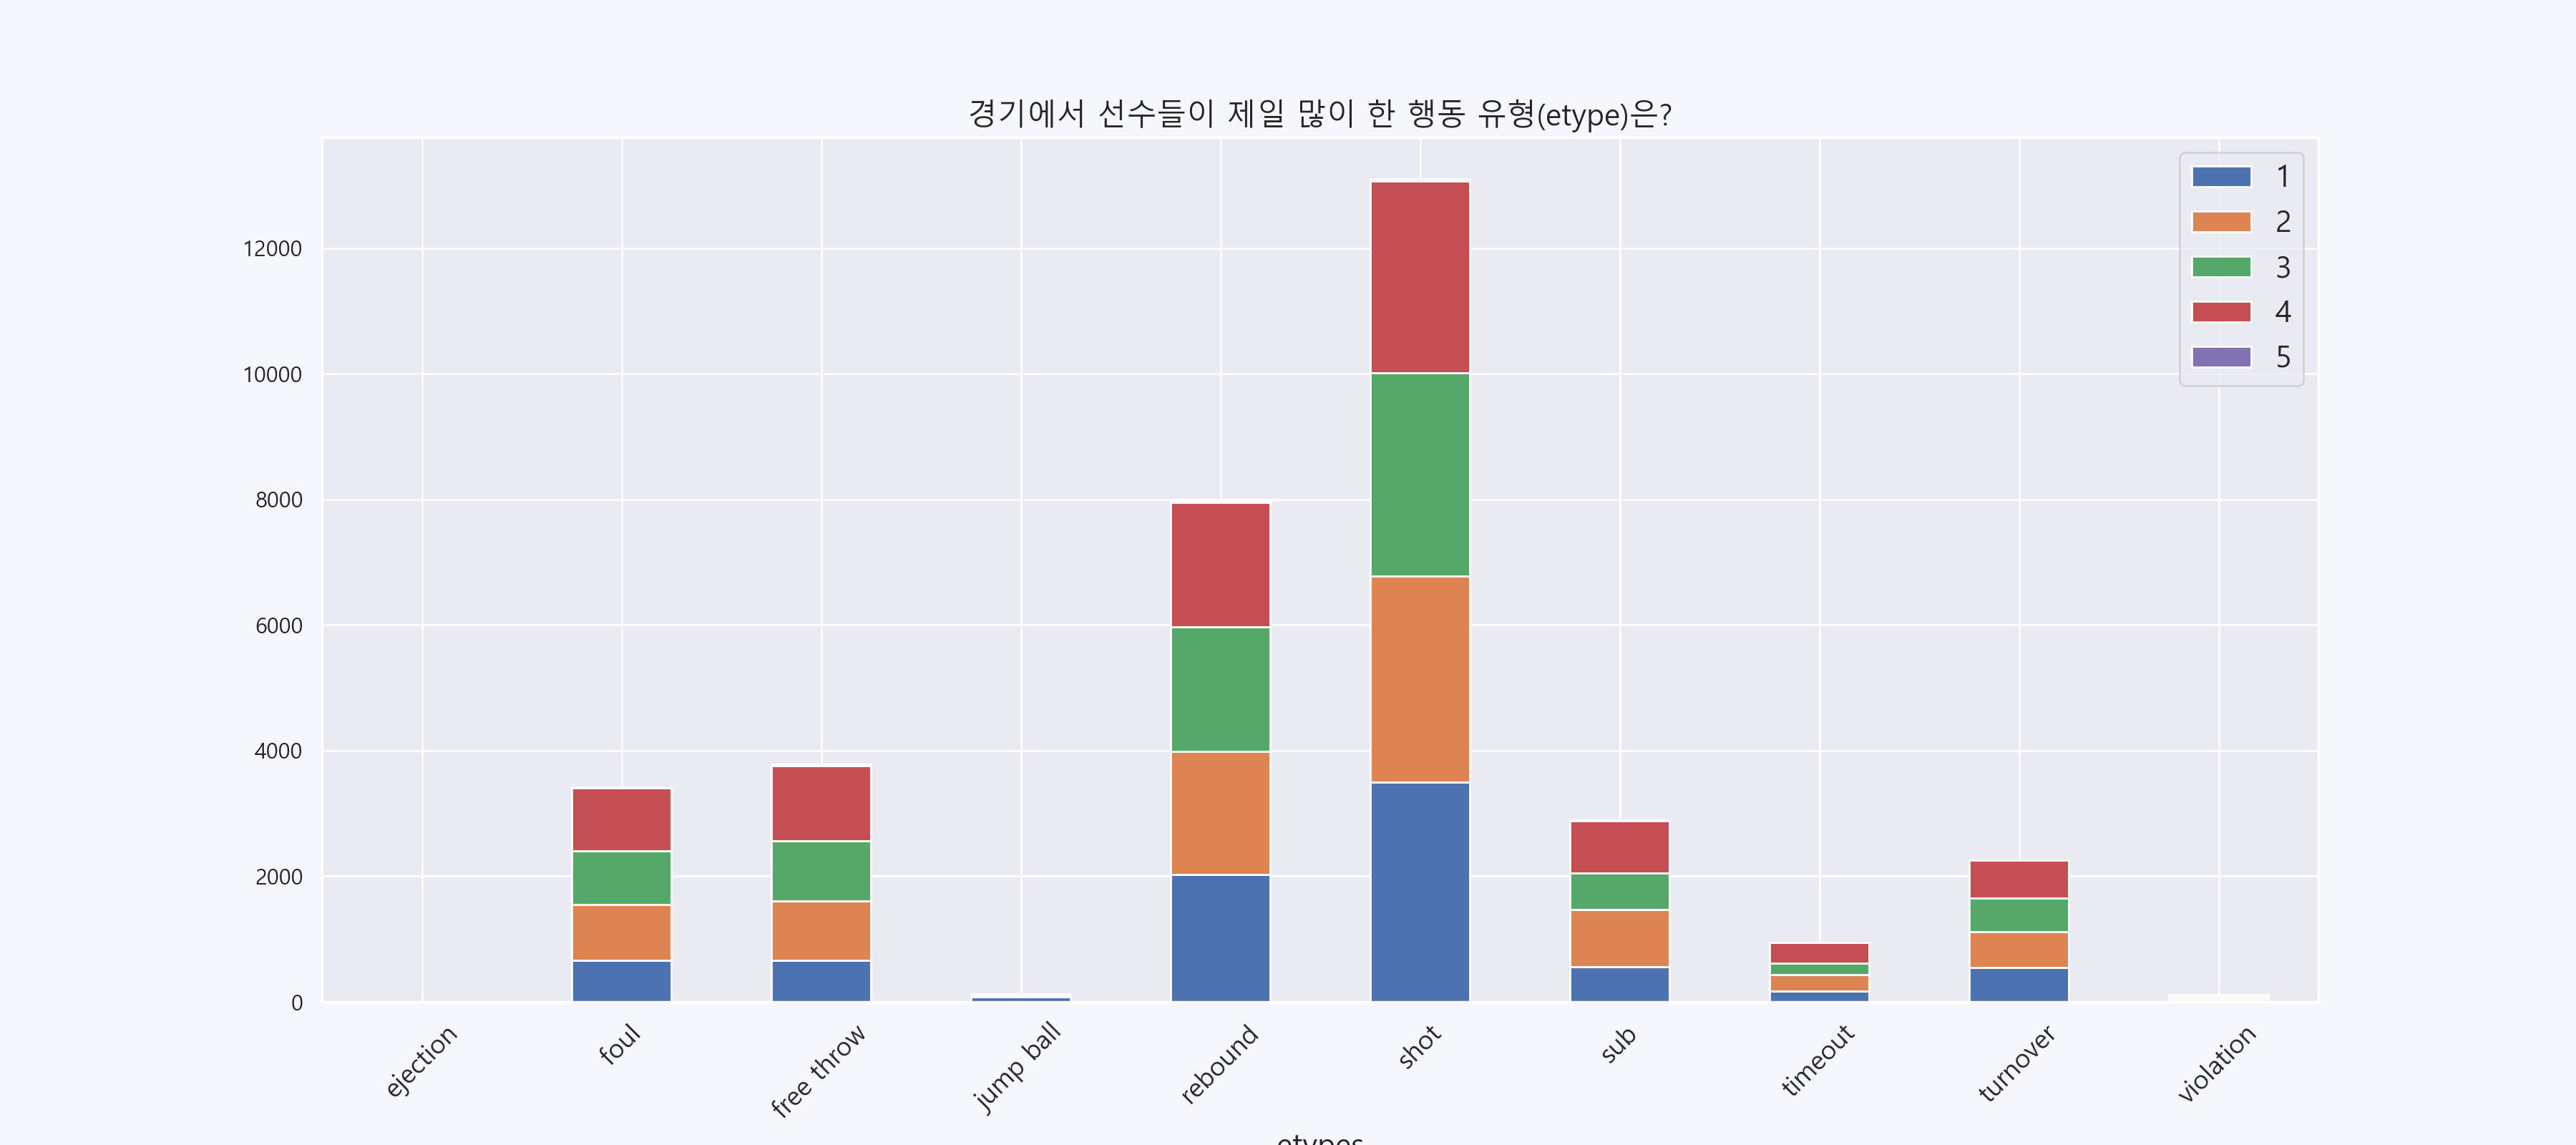 경기에서 선수들이 제일 많이 한 행동 유형(etype)은?
1
2
3
4
5
12000
10000
8000
6000
4000
2000
0
ejection
foul
free throw
jump ball
rebound
shot
sub
timeout
turnover
violation
etypes